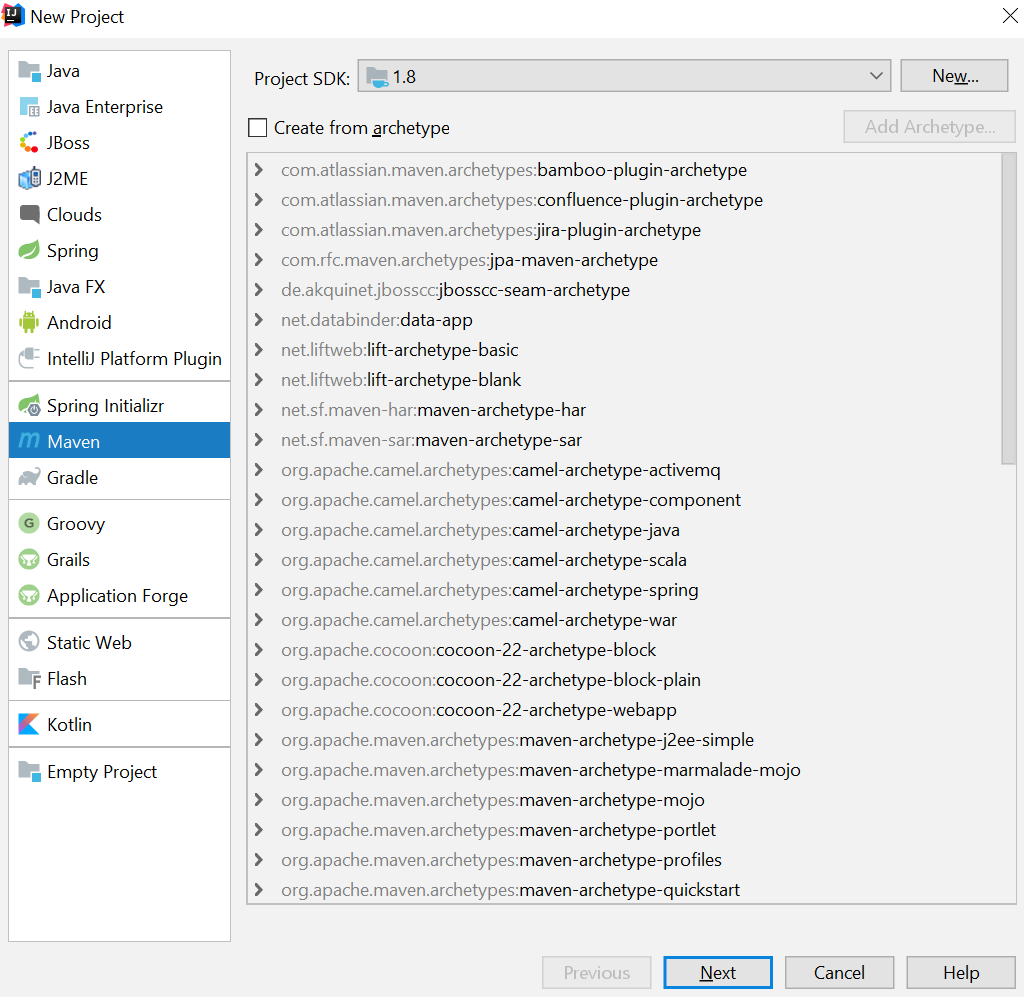 New Project
Java
Java Enterprise
JBoss
J2ME
Clouds
Spring
Java FX
Android
IntelliJ Platform Plugin
Spring Initializr
Maven
Gradle
Groovy
Grails
Application Forge
Static Web
Flash
Kotlin
Empty Project
Project SDK: 1.8 New...
Create from archetype Add Archetype...
com.atlassian.maven.archetypes:bamboo-plugin-archetype
com.atlassian.maven.archetypes:confluence-plugin-archetype
com.atlassian.maven.archetypes:jira-plugin-archetype
com.rfc.maven.archetypes:jpa-maven-archetype
de.akquinet.jbosscc:jbosscc-seam-archetype
net.databinder:data-app
net.liftweb:lift-archetype-basic
net.liftweb:lift-archetype-blank
net.sf.maven-har:maven-archetype-har
net.sf.maven-sar:maven-archetype-sar
org.apache.camel.archetypes:camel-archetype-activemq
org.apache.camel.archetypes:camel-archetype-component
org.apache.camel.archetypes:camel-archetype-java
org.apache.camel.archetypes:camel-archetype-scala
org.apache.camel.archetypes:camel-archetype-spring
org.apache.camel.archetypes:camel-archetype-war
org.apache.cocoon:cocoon-22-archetype-block
org.apache.cocoon:cocoon-22-archetype-block-plain
org.apache.cocoon:cocoon-22-archetype-webapp
org.apache.maven.archetypes:maven-archetype-j2ee-simple
org.apache.maven.archetypes:maven-archetype-marmalade-mojo
org.apache.maven.archetypes:maven-archetype-mojo
org.apache.maven.archetypes:maven-archetype-portlet
org.apache.maven.archetypes:maven-archetype-profiles
org.apache.maven.archetypes:maven-archetype-quickstart
Previous Next Cancel Help